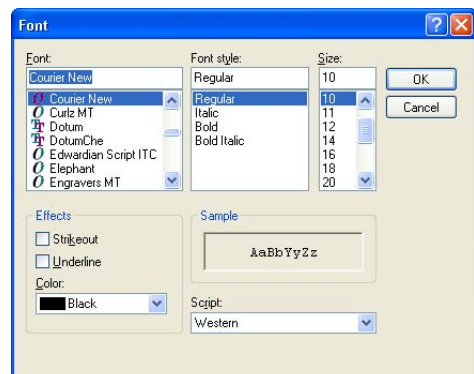 Font
Font: Font style: Size:
Courier New Regular 10 OK
Courier New Regular 10 Cancel
Curlz MT Italic 11
Dotum Bold 12
DotumChe Bold Italic 14
Edwardian Script ITC 16
Elephant 18
Engravers MT 20
Effects Sample
Strikeout
Underline AaBbYyZz
Color:
Black Script:
Western